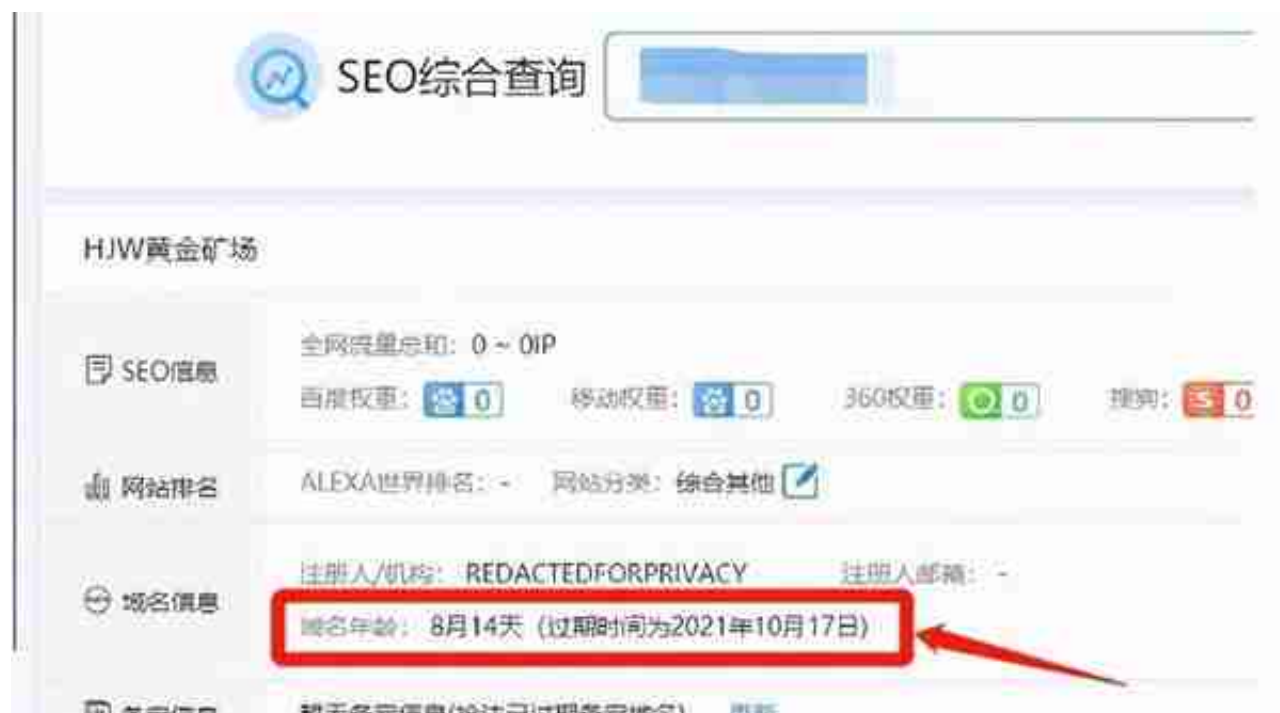 SEO综合查询
HJW黄金矿场
SEO信息
全网流量总和: 0 ~ 0IP
百度权重: 0 移动权重: 0 360权重: 0 搜狗: 0
网站排名
ALEXA世界排名: - 网站分类: 综合其他
域名信息
注册人/机构: REDACTEDFORPRIVACY 注册人邮箱: -
域名年龄: 8月14天 (过期时间为2021年10月17日)